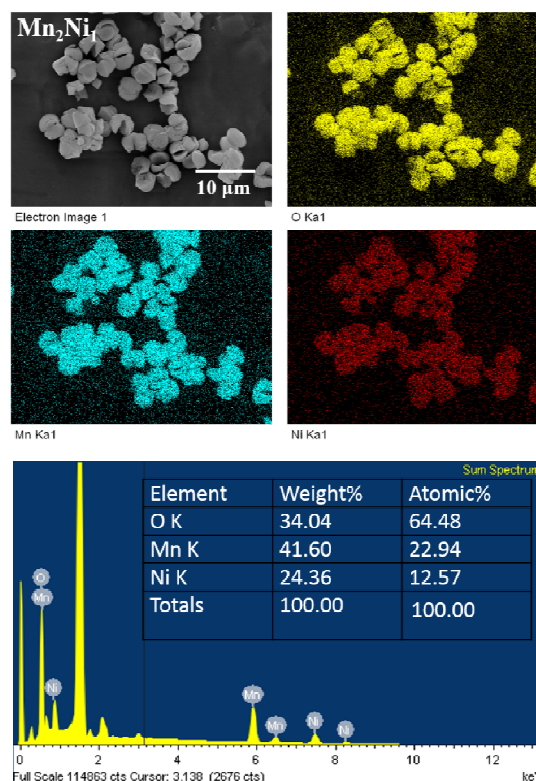 Mn₂Ni₁
10 μm
Electron Image 1
O Ka1
Mn Ka1
Ni Ka1
Sum Spectrum
Element Weight% Atomic%
O K 34.04 64.48
Mn K 41.60 22.94
Ni K 24.36 12.57
Totals 100.00 100.00
O
Mn
Ni
Mn
Mn
Ni
Ni
0 2 4 6 8 10 12
Full Scale 114863 cts Cursor: 3.138 (2676 cts) ke